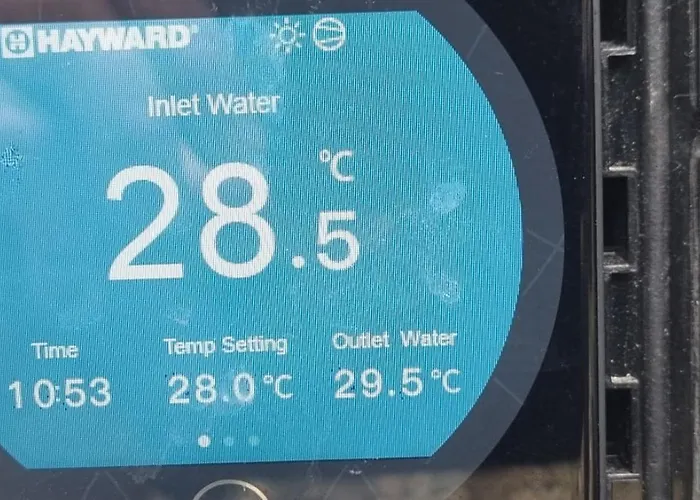 HAYWARD®
Inlet Water
28.5 °C
Time
10:53
Temp Setting
28.0 °C
Outlet Water
29.5 °C